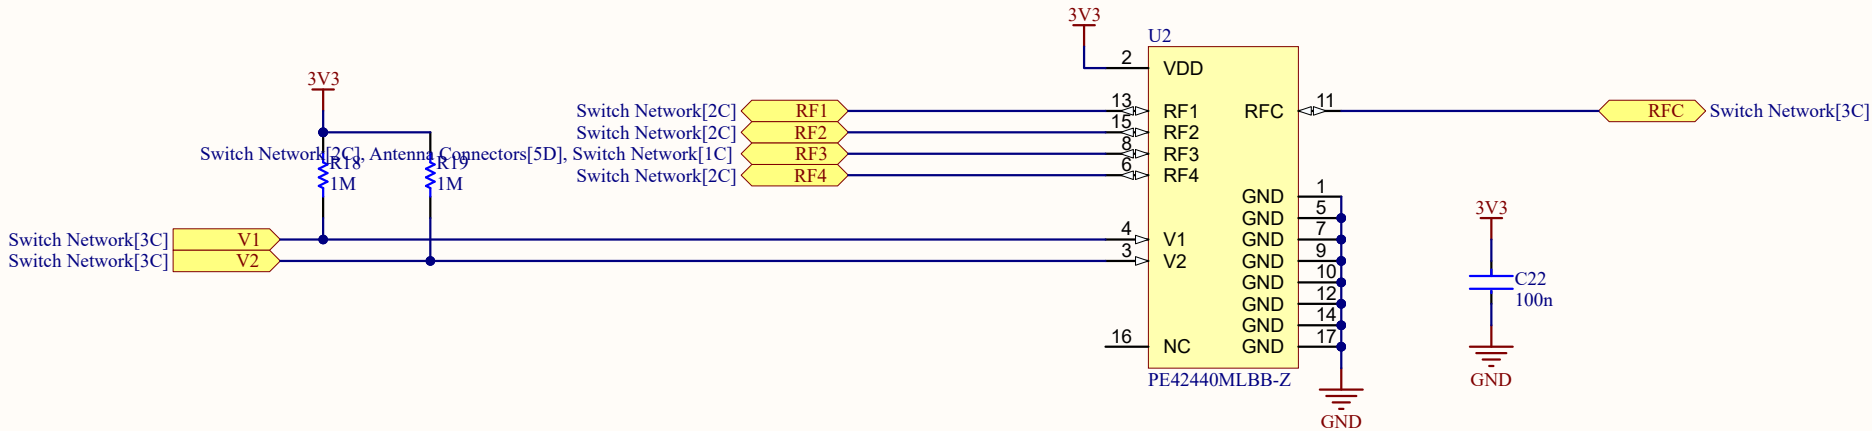 3V3
U2
2 VDD
3V3
Switch Network[2C] RF1 13 RF1 RFC 11 RFC Switch Network[3C]
Switch Network[2C] RF2 15 RF2
Switch Network[2C], Antenna Connectors[5D], Switch Network[1C] RF3 8 RF3
R18 R19
Switch Network[2C] RF4 6 RF4
1M 1M
GND 1
GND 5
3V3
Switch Network[3C] V1 4 V1 GND 7
Switch Network[3C] V2 3 V2 GND 9
GND 10
C22
GND 12
100n
GND 14
16 NC GND 17
PE42440MLBB-Z
GND
GND